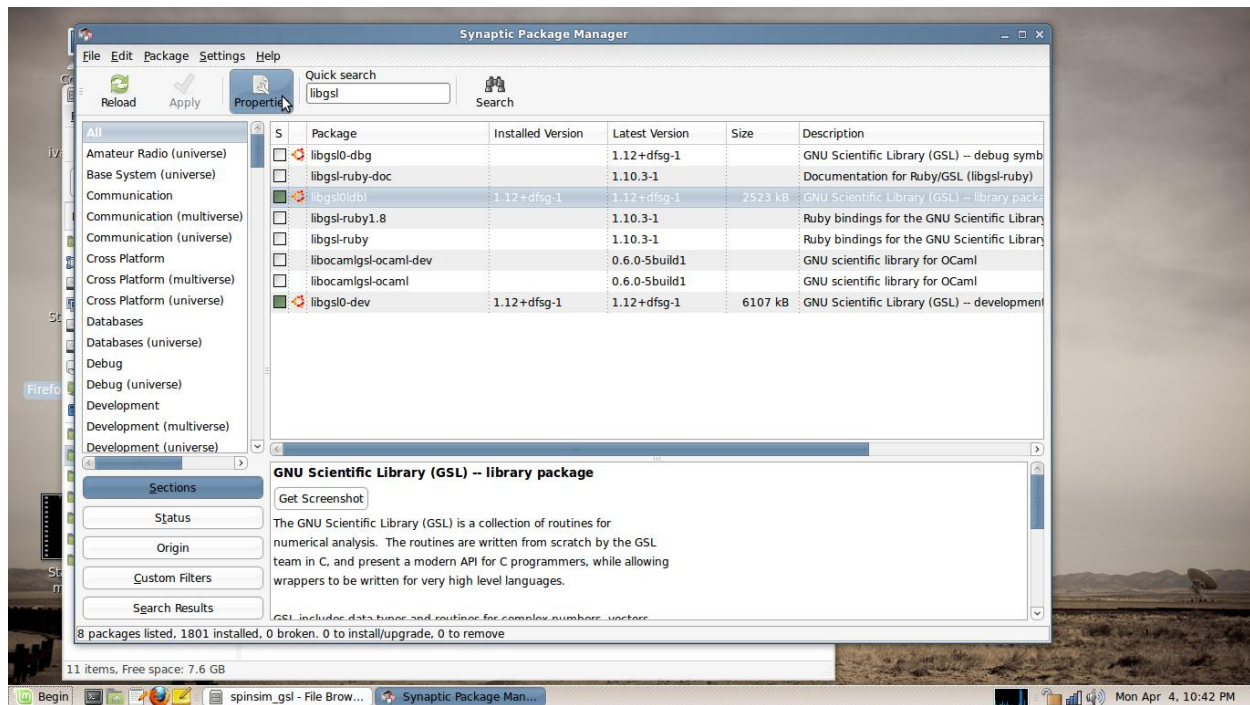 Synaptic Package Manager
File Edit Package Settings Help
Reload
Apply
Properties
Quick search
libgsl
Search
All
Amateur Radio (universe)
Base System (universe)
Communication
Communication (multiverse)
Communication (universe)
Cross Platform
Cross Platform (multiverse)
Cross Platform (universe)
Databases
Databases (universe)
Debug
Debug (universe)
Development
Development (multiverse)
Development (universe)
S Package Installed Version Latest Version Size Description
libgsl0-dbg 1.12+dfsg-1 GNU Scientific Library (GSL) -- debug symb
libgsl-ruby-doc 1.10.3-1 Documentation for Ruby/GSL (libgsl-ruby)
libgsl0ldbl 1.12+dfsg-1 1.12+dfsg-1 2523 kB GNU Scientific Library (GSL) -- library packa
libgsl-ruby1.8 1.10.3-1 Ruby bindings for the GNU Scientific Library
libgsl-ruby 1.10.3-1 Ruby bindings for the GNU Scientific Library
libocamlgsl-ocaml-dev 0.6.0-5build1 GNU scientific library for OCaml
libocamlgsl-ocaml 0.6.0-5build1 GNU scientific library for OCaml
libgsl0-dev 1.12+dfsg-1 1.12+dfsg-1 6107 kB GNU Scientific Library (GSL) -- development
Sections
Status
Origin
Custom Filters
Search Results
GNU Scientific Library (GSL) -- library package
Get Screenshot
The GNU Scientific Library (GSL) is a collection of routines for
numerical analysis. The routines are written from scratch by the GSL
team in C, and present a modern API for C programmers, while allowing
wrappers to be written for very high level languages.
GSL includes data types and routines for complex numbers, vectors,
8 packages listed, 1801 installed, 0 broken. 0 to install/upgrade, 0 to remove
Firefo
11 items, Free space: 7.6 GB
Begin
spinsim_gsl - File Brow...
Synaptic Package Man...
Mon Apr 4, 10:42 PM